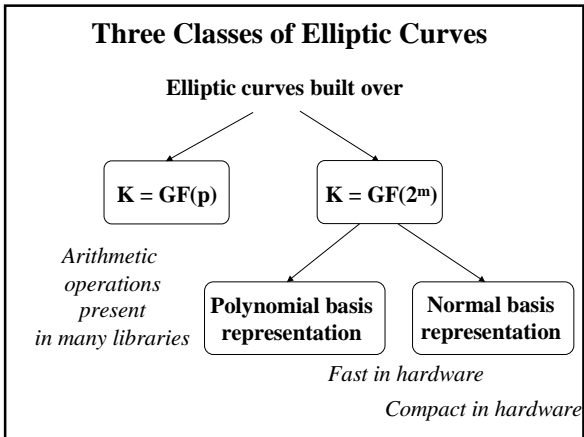 Three Classes of Elliptic Curves
Elliptic curves built over
K = GF(p)
K = GF(2ᵐ)
Arithmetic
operations
present
in many libraries
Polynomial basis
representation
Normal basis
representation
Fast in hardware
Compact in hardware